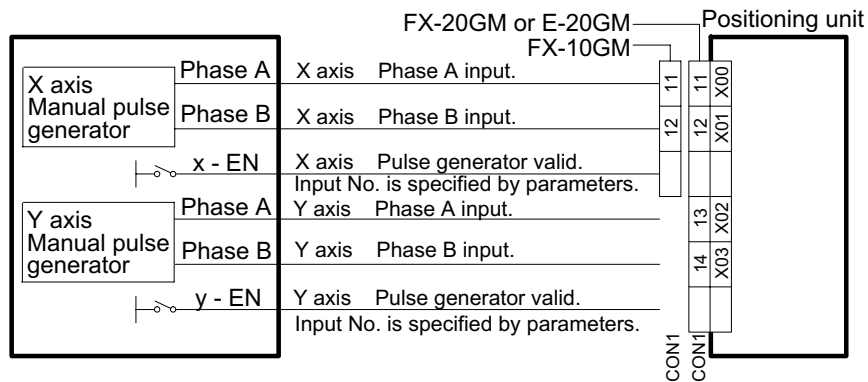 FX-20GM or E-20GM
Positioning unit
FX-10GM
X axis
Manual pulse
generator
Phase A
X axis Phase A input.
11
11
X00
Phase B
X axis Phase B input.
12
12
X01
x - EN
X axis Pulse generator valid.
Input No. is specified by parameters.
Y axis
Manual pulse
generator
Phase A
Y axis Phase A input.
13
X02
Phase B
Y axis Phase B input.
14
X03
y - EN
Y axis Pulse generator valid.
Input No. is specified by parameters.
CON1
CON1